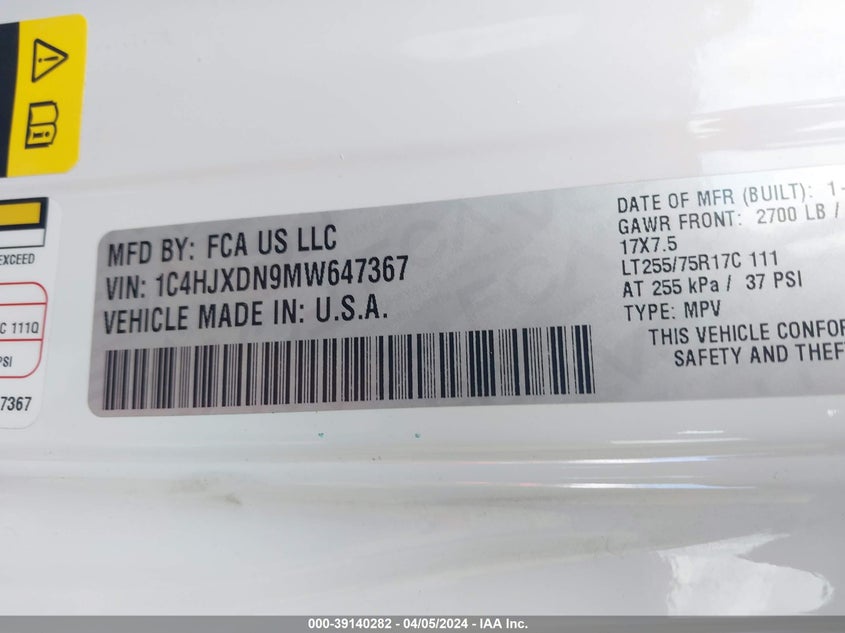 EXCEED
C 111Q
PSI
7367
MFD BY: FCA US LLC
VIN: 1C4HJXDN9MW647367
VEHICLE MADE IN: U.S.A.
DATE OF MFR (BUILT): 1-
GAWR FRONT: 2700 LB /
17X7.5
LT255/75R17C 111
AT 255 kPa / 37 PSI
TYPE: MPV
THIS VEHICLE CONFOR
SAFETY AND THEF
000-39140282 - 04/05/2024 - IAA Inc.